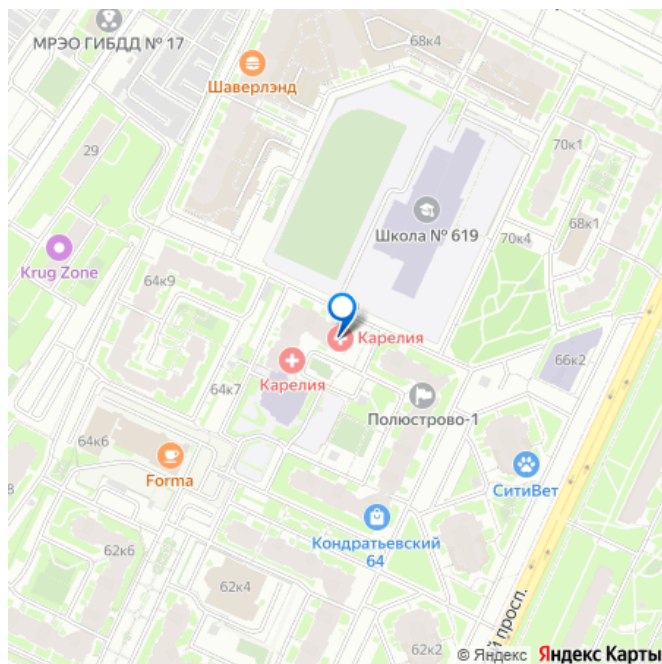 МРЭО ГИБДД № 17
68к4
Шаверлэнд
29
70к1
Школа № 619
68к1
70к4
Krug Zone
64к9
Карелия
Карелия
66к2
64к7
Полюстрово-1
64к6
Forma
СитиВет
8
Кондратьевский
64
62к6
62к4
й просп.
62к2
© Яндекс Яндекс Карты